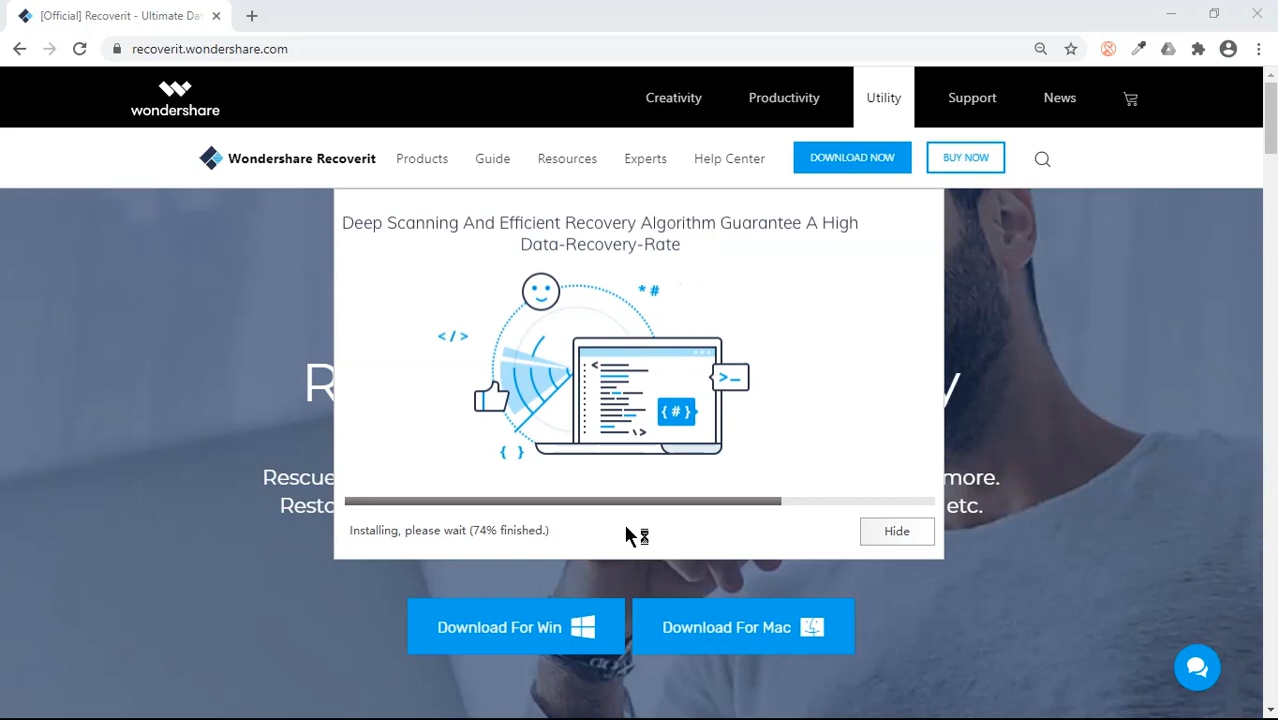 [Official] Recoverit - Ultimate Da
recoverit.wondershare.com
wondershare
Creativity
Productivity
Utility
Support
News
Wondershare Recoverit
Products
Guide
Resources
Experts
Help Center
DOWNLOAD NOW
BUY NOW
Deep Scanning And Efficient Recovery Algorithm Guarantee A High
Data-Recovery-Rate
* #
</>
>_
{ # }
\>
{ }
R
y
Rescue
more.
Resto
etc.
Installing, please wait (74% finished.)
Hide
Download For Win
Download For Mac